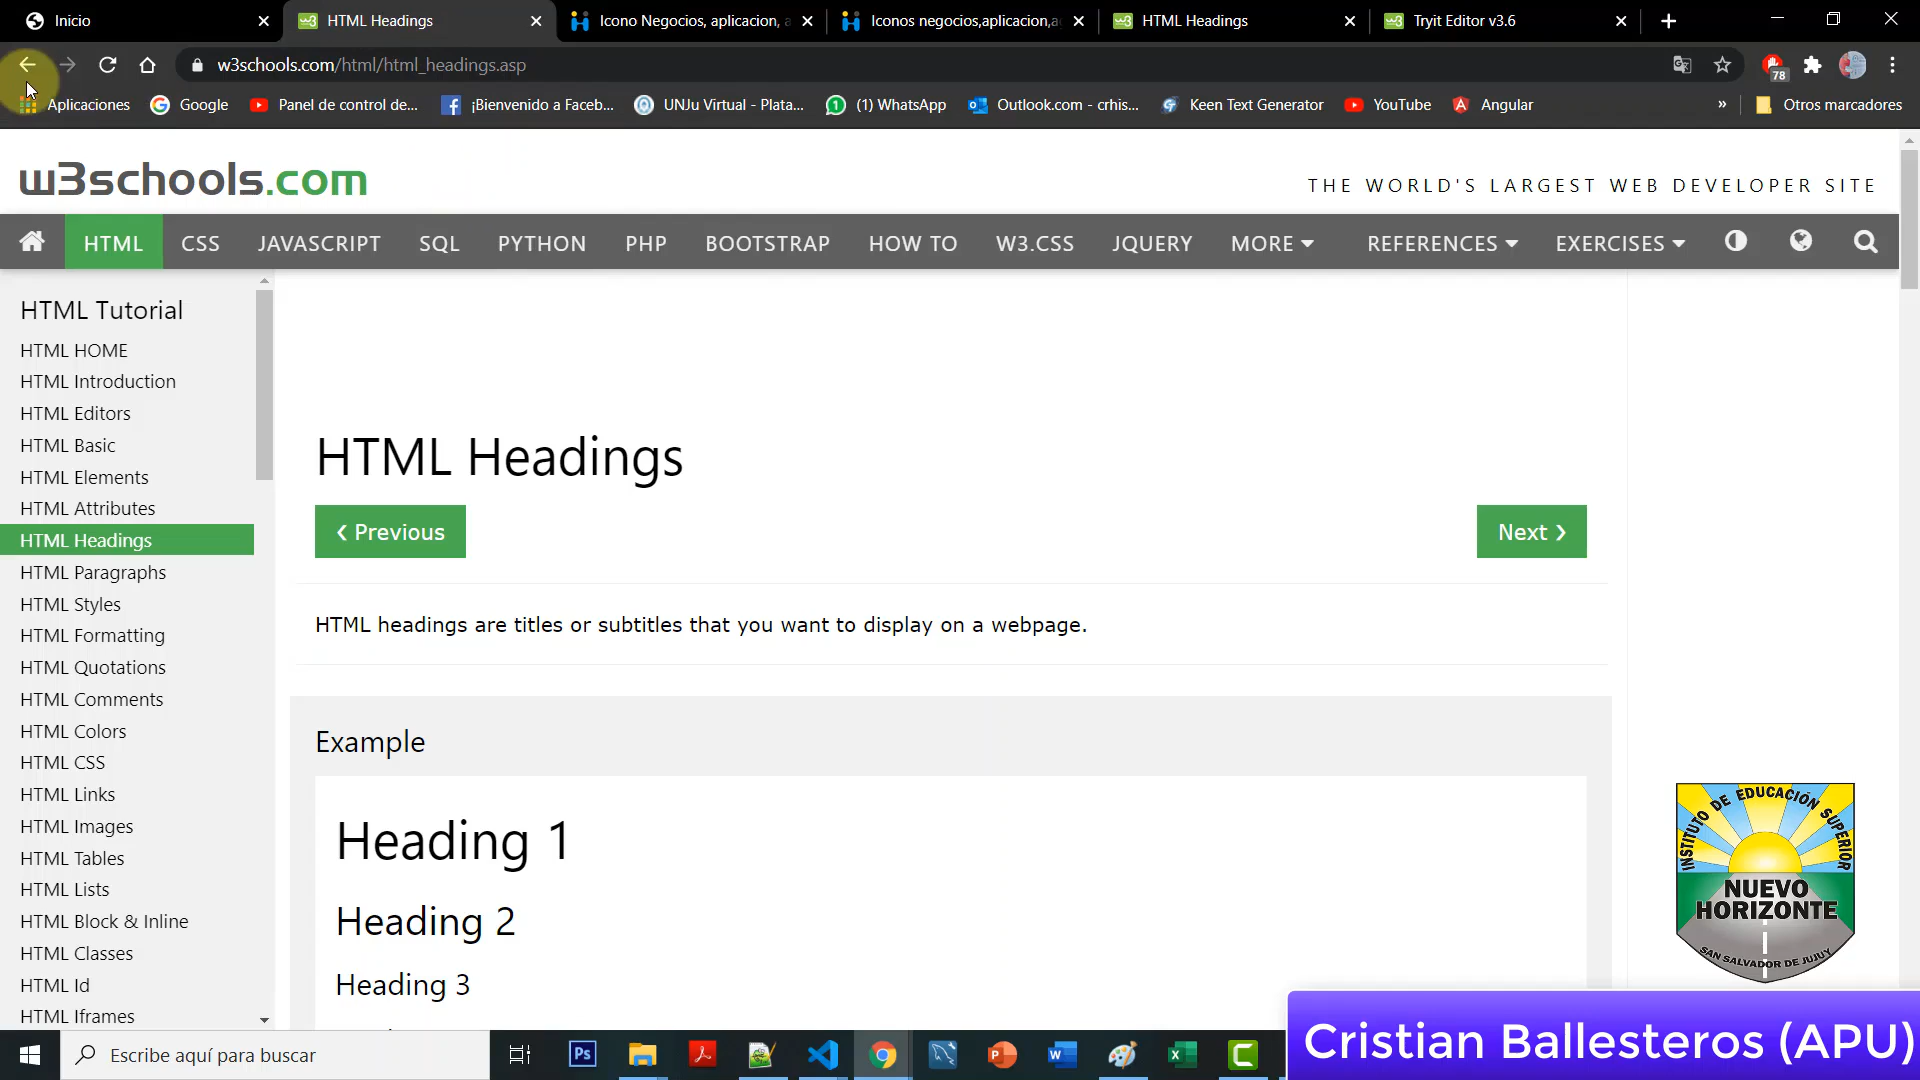 Inicio
HTML Headings
Icono Negocios, aplicacion, a
Iconos negocios,aplicacion,a
HTML Headings
Tryit Editor v3.6
w3schools.com/html/html_headings.asp
78
Aplicaciones
Google
Panel de control de...
¡Bienvenido a Faceb...
UNJu Virtual - Plata...
(1) WhatsApp
Outlook.com - crhis...
Keen Text Generator
YouTube
Angular
»
Otros marcadores
w3schools.com
THE WORLD'S LARGEST WEB DEVELOPER SITE
HTML
CSS
JAVASCRIPT
SQL
PYTHON
PHP
BOOTSTRAP
HOW TO
W3.CSS
JQUERY
MORE
REFERENCES
EXERCISES
HTML Tutorial
HTML HOME
HTML Introduction
HTML Editors
HTML Basic
HTML Elements
HTML Attributes
HTML Headings
HTML Paragraphs
HTML Styles
HTML Formatting
HTML Quotations
HTML Comments
HTML Colors
HTML CSS
HTML Links
HTML Images
HTML Tables
HTML Lists
HTML Block & Inline
HTML Classes
HTML Id
HTML Iframes
HTML Headings
❮ Previous
Next ❯
HTML headings are titles or subtitles that you want to display on a webpage.
Example
Heading 1
Heading 2
Heading 3
INSTITUTO DE EDUCACIÓN SUPERIOR
NUEVO
HORIZONTE
SAN SALVADOR DE JUJUY
Cristian Ballesteros (APU)
Escribe aquí para buscar
Ps